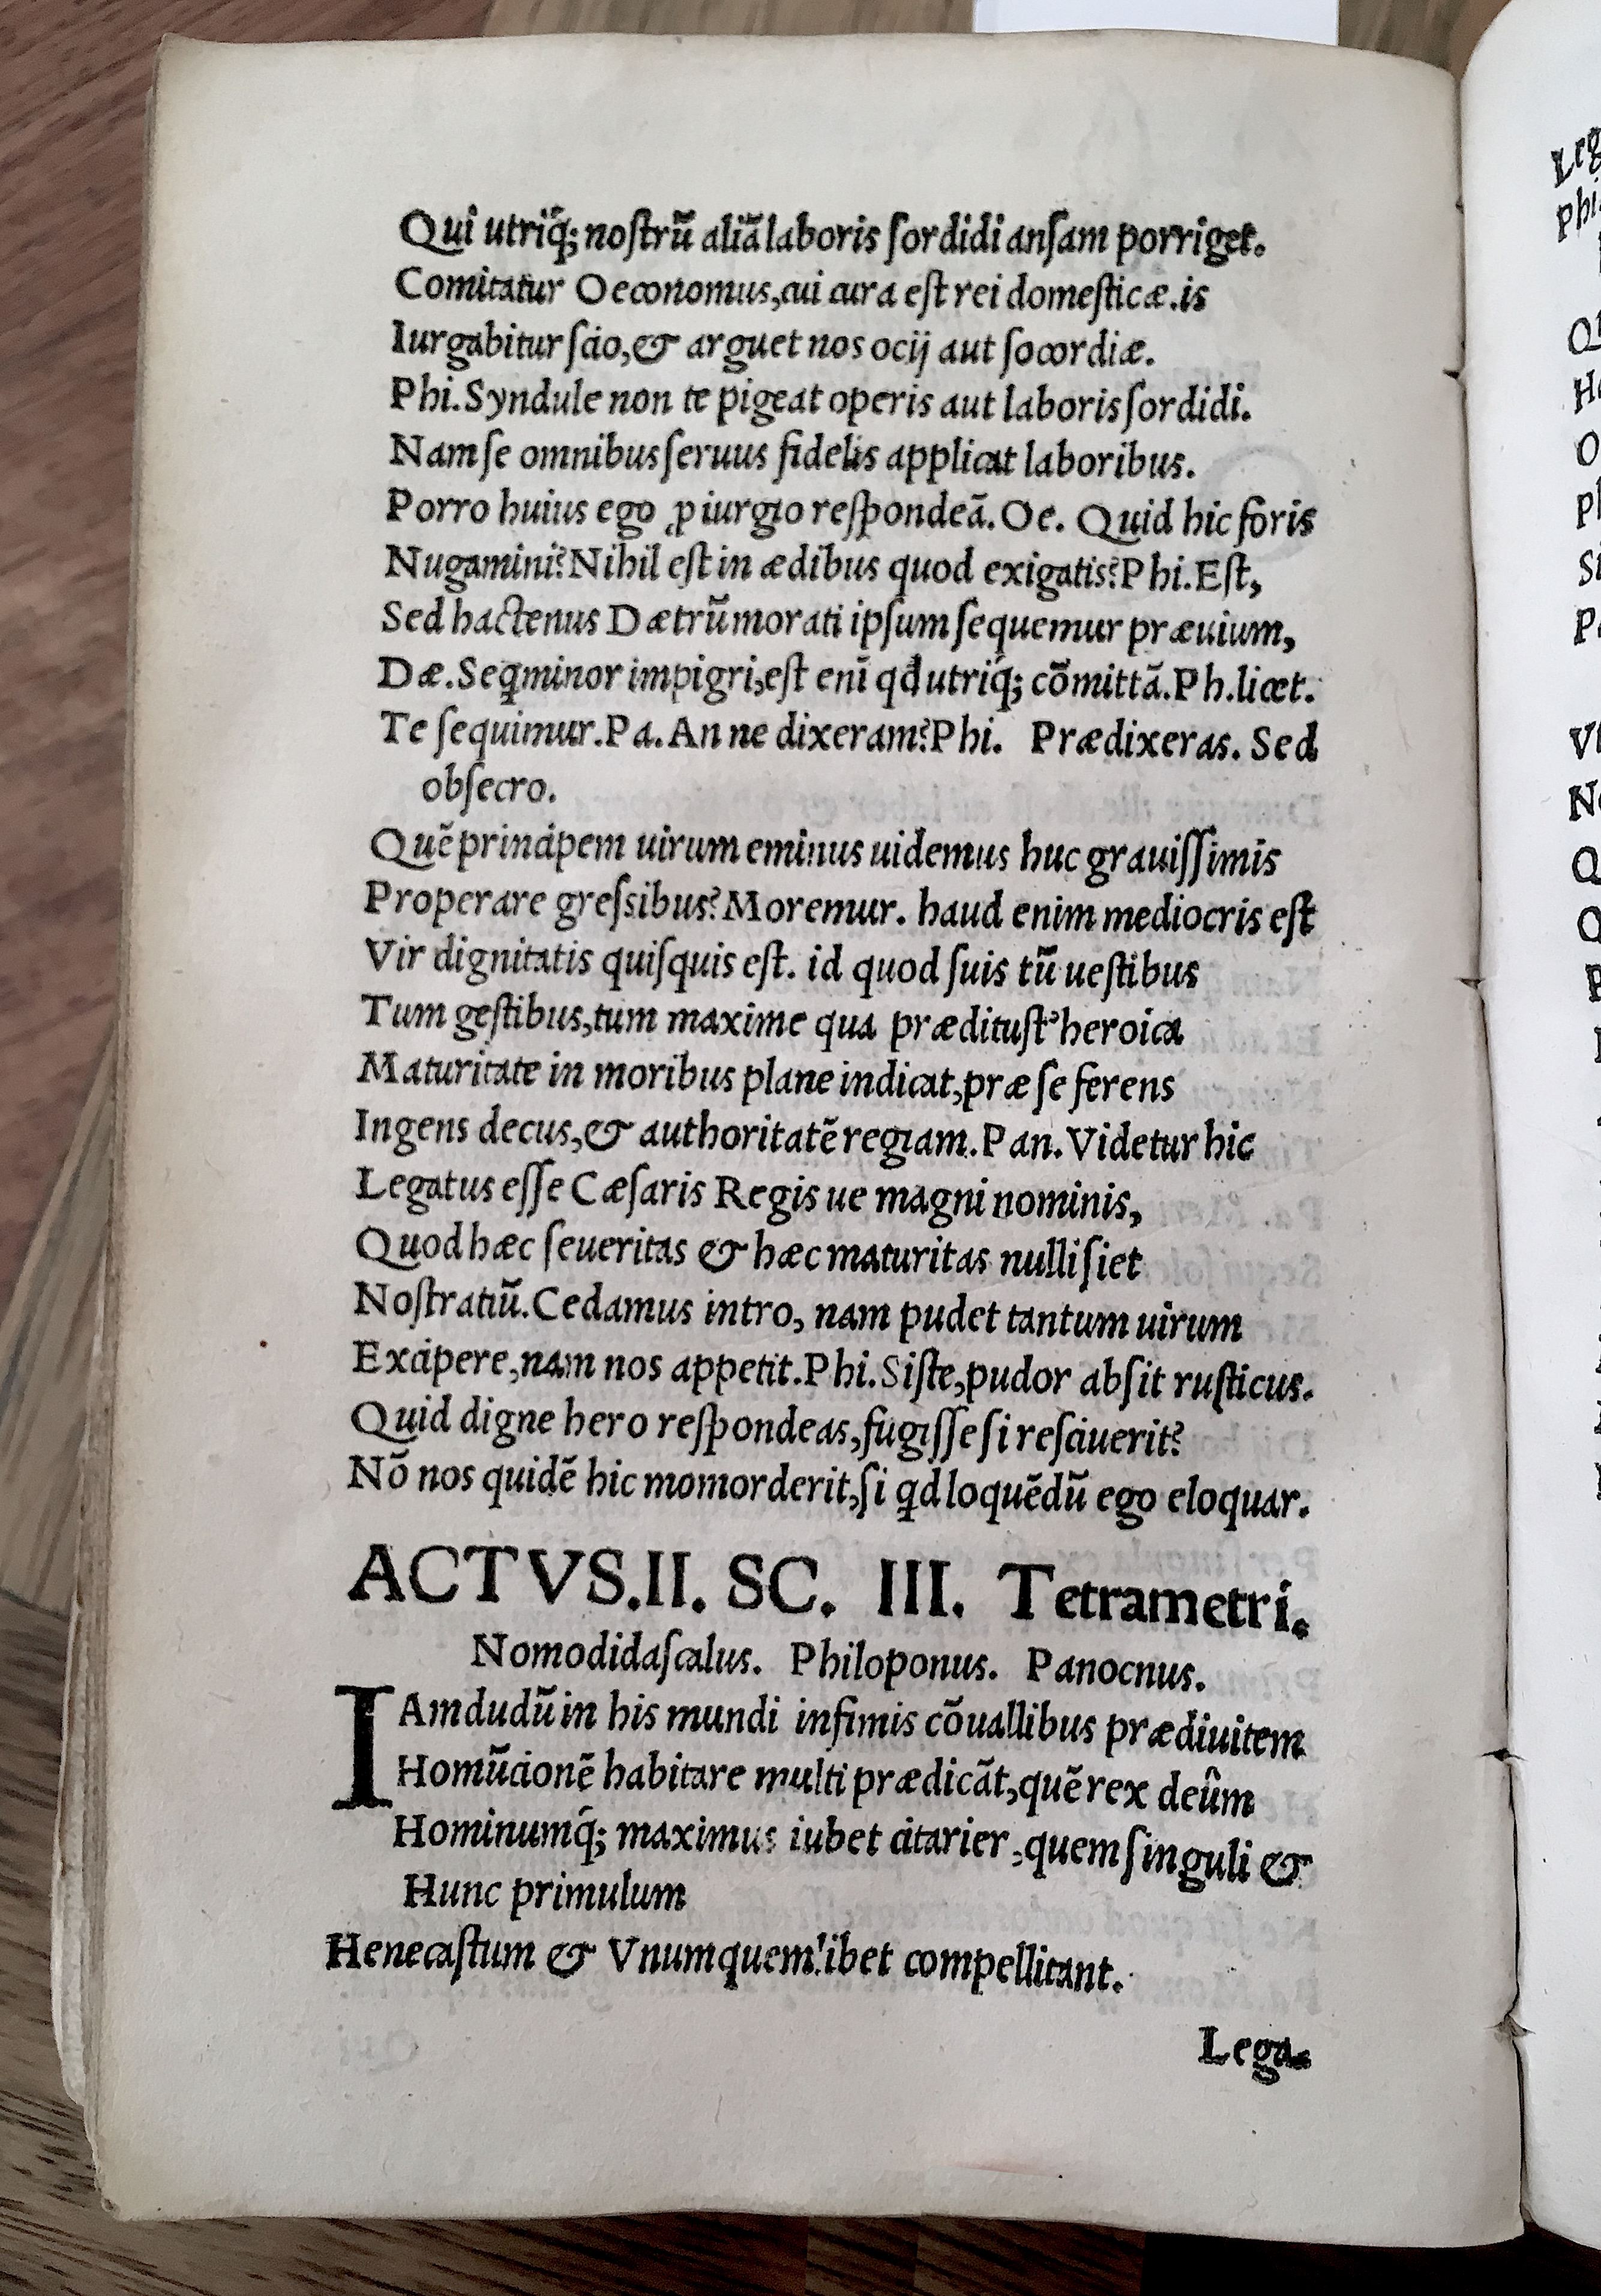 Qui utriq́; noſtrũ aliã laboris ſordidi anſam porriget.
Comitatur Oeconomus, cui cura eſt rei domeſticæ. is
Iurgabitur ſcio, & arguet nos ocij aut ſocordiæ.
Phi. Syndule non te pigeat operis aut laboris ſordidi.
Nam ſe omnibus ſeruus fidelis applicat laboribus.
Porro huius ego ꝓ iurgio reſpondeã. Oe. Quid hic foris
Nugamini? Nihil eſt in ædibus quod exigatis? Phi. Eſt,
Sed hactenus Dætrũ morati ipſum ſequemur præuium,
Dæ. Seqminor impigri, eſt enĩ qd utriq́; cõmittã. Ph. licet.
Te ſequimur. Pa. An ne dixeram? Phi. Prædixeras. Sed
obſecro.
Quẽ principem uirum eminus uidemus huc grauiſſimis
Properare greſsibus? Moremur. haud enim mediocris eſt
Vir dignitatis quiſquis eſt. id quod ſuis tũ ueſtibus
Tum geſtibus, tum maxime qua præditusſt' heroica
Maturitate in moribus plane indicat, præ ſe ferens
Ingens decus, & authoritatẽ regiam. Pan. Videtur hic
Legatus eſſe Cæſaris Regis ue magni nominis,
Quod hæc ſeueritas & hæc maturitas nulli ſiet
Noſtratiũ. Cedamus intro, nam pudet tantum uirum
Excipere, nam nos appetit. Phi. Siſte, pudor abſit ruſticus.
Quid digne hero reſpondeas, fugiſſe ſi reſciuerit?
Nõ nos quidẽ hic momorderit, ſi qd loquẽdũ ego eloquar.
ACTVS. II. SC. III. Tetrametri.
Nomodidaſcalus. Philoponus. Panocnus.
IAmdudũ in his mundi infimis cõuallibus prædiuitem
Homũcionẽ habitare multi prædicãt, quẽ rex deûm
Hominumq́; maximus iubet citarier, quem ſinguli &
Hunc primulum
Henecaſtum & Vnumquemlibet compellitant.
Lega-